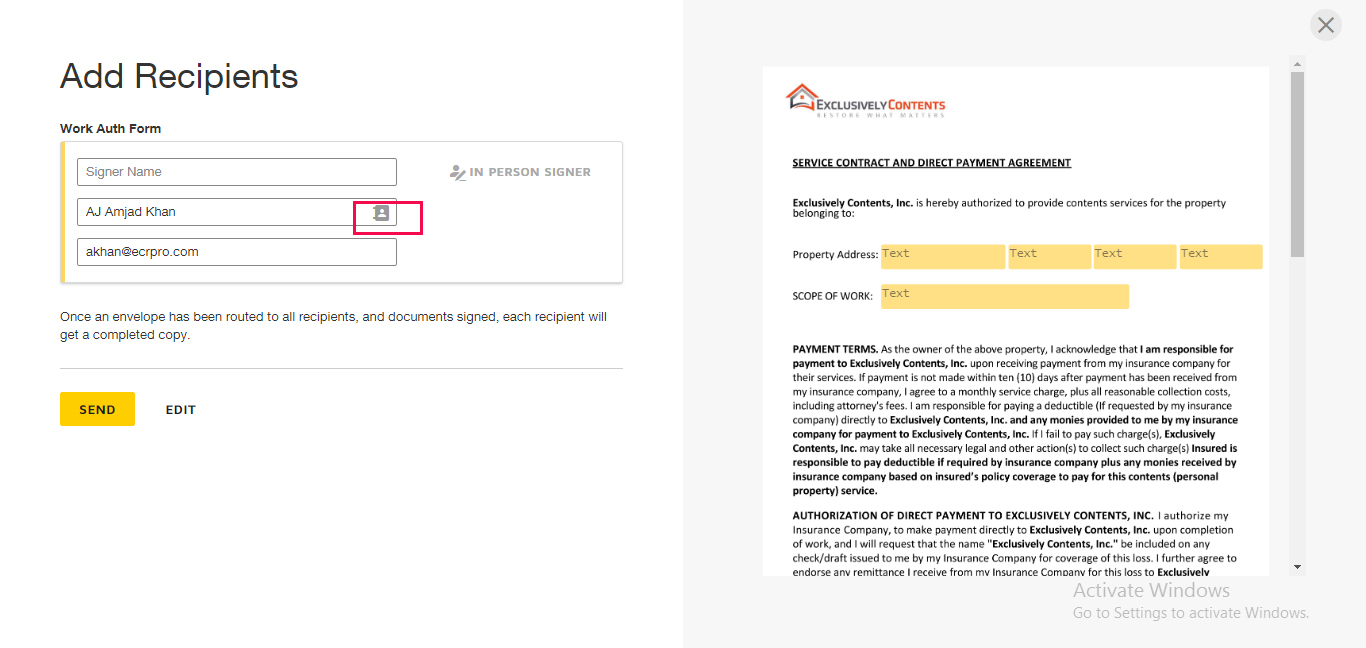 Add Recipients
Work Auth Form
Signer Name
IN PERSON SIGNER
AJ Amjad Khan
akhan@ecrpro.com
Once an envelope has been routed to all recipients, and documents signed, each recipient will
get a completed copy.
SEND
EDIT
EXCLUSIVELY CONTENTS
RESTORE WHAT MATTERS
SERVICE CONTRACT AND DIRECT PAYMENT AGREEMENT
Exclusively Contents, Inc. is hereby authorized to provide contents services for the property
belonging to:
Property Address: Text Text Text Text
SCOPE OF WORK: Text
PAYMENT TERMS. As the owner of the above property, I acknowledge that I am responsible for
payment to Exclusively Contents, Inc. upon receiving payment from my insurance company for
their services. If payment is not made within ten (10) days after payment has been received from
my insurance company, I agree to a monthly service charge, plus all reasonable collection costs,
including attorney's fees. I am responsible for paying a deductible (If requested by my insurance
company) directly to Exclusively Contents, Inc. and any monies provided to me by my insurance
company for payment to Exclusively Contents, Inc. If I fail to pay such charge(s), Exclusively
Contents, Inc. may take all necessary legal and other action(s) to collect such charge(s) Insured is
responsible to pay deductible if required by insurance company plus any monies received by
insurance company based on insured's policy coverage to pay for this contents (personal
property) service.
AUTHORIZATION OF DIRECT PAYMENT TO EXCLUSIVELY CONTENTS, INC. I authorize my
Insurance Company, to make payment directly to Exclusively Contents, Inc. upon completion
of work, and I will request that the name "Exclusively Contents, Inc." be included on any
check/draft issued to me by my Insurance Company for coverage of this loss. I further agree to
endorse any remittance I receive from my Insurance Company for this loss to Exclusively
Activate Windows
Go to Settings to activate Windows.